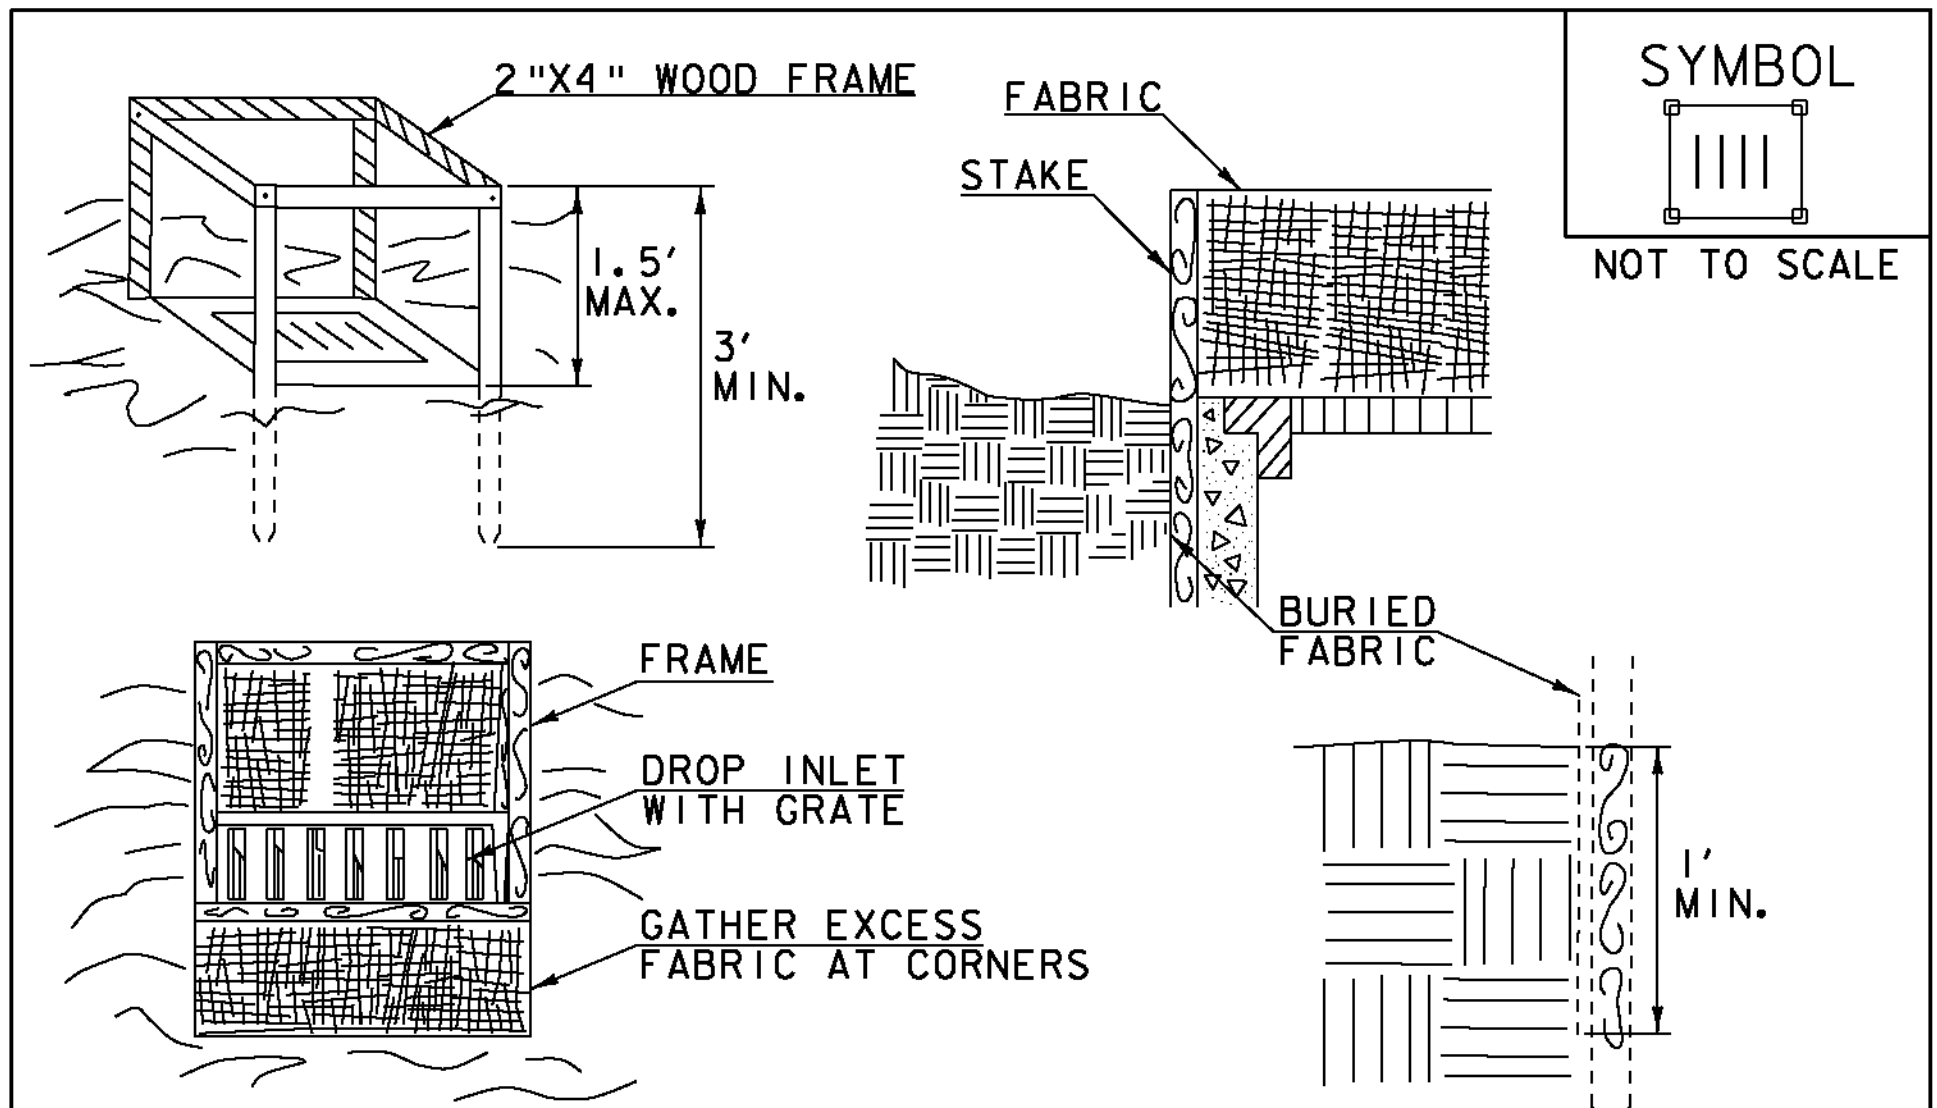 2"X4" WOOD FRAME
1.5'
MAX.
3'
MIN.
FABRIC
STAKE
SYMBOL
NOT TO SCALE
BURIED
FABRIC
FRAME
DROP INLET
WITH GRATE
GATHER EXCESS
FABRIC AT CORNERS
1'
MIN.